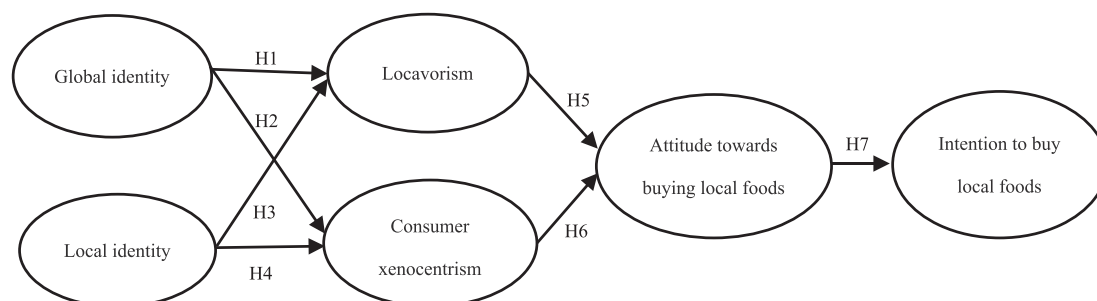 Global identity
H1
Locavorism
H2
H5
Attitude towards
buying local foods
H7
Intention to buy
local foods
H3
Local identity
H4
Consumer
xenocentrism
H6